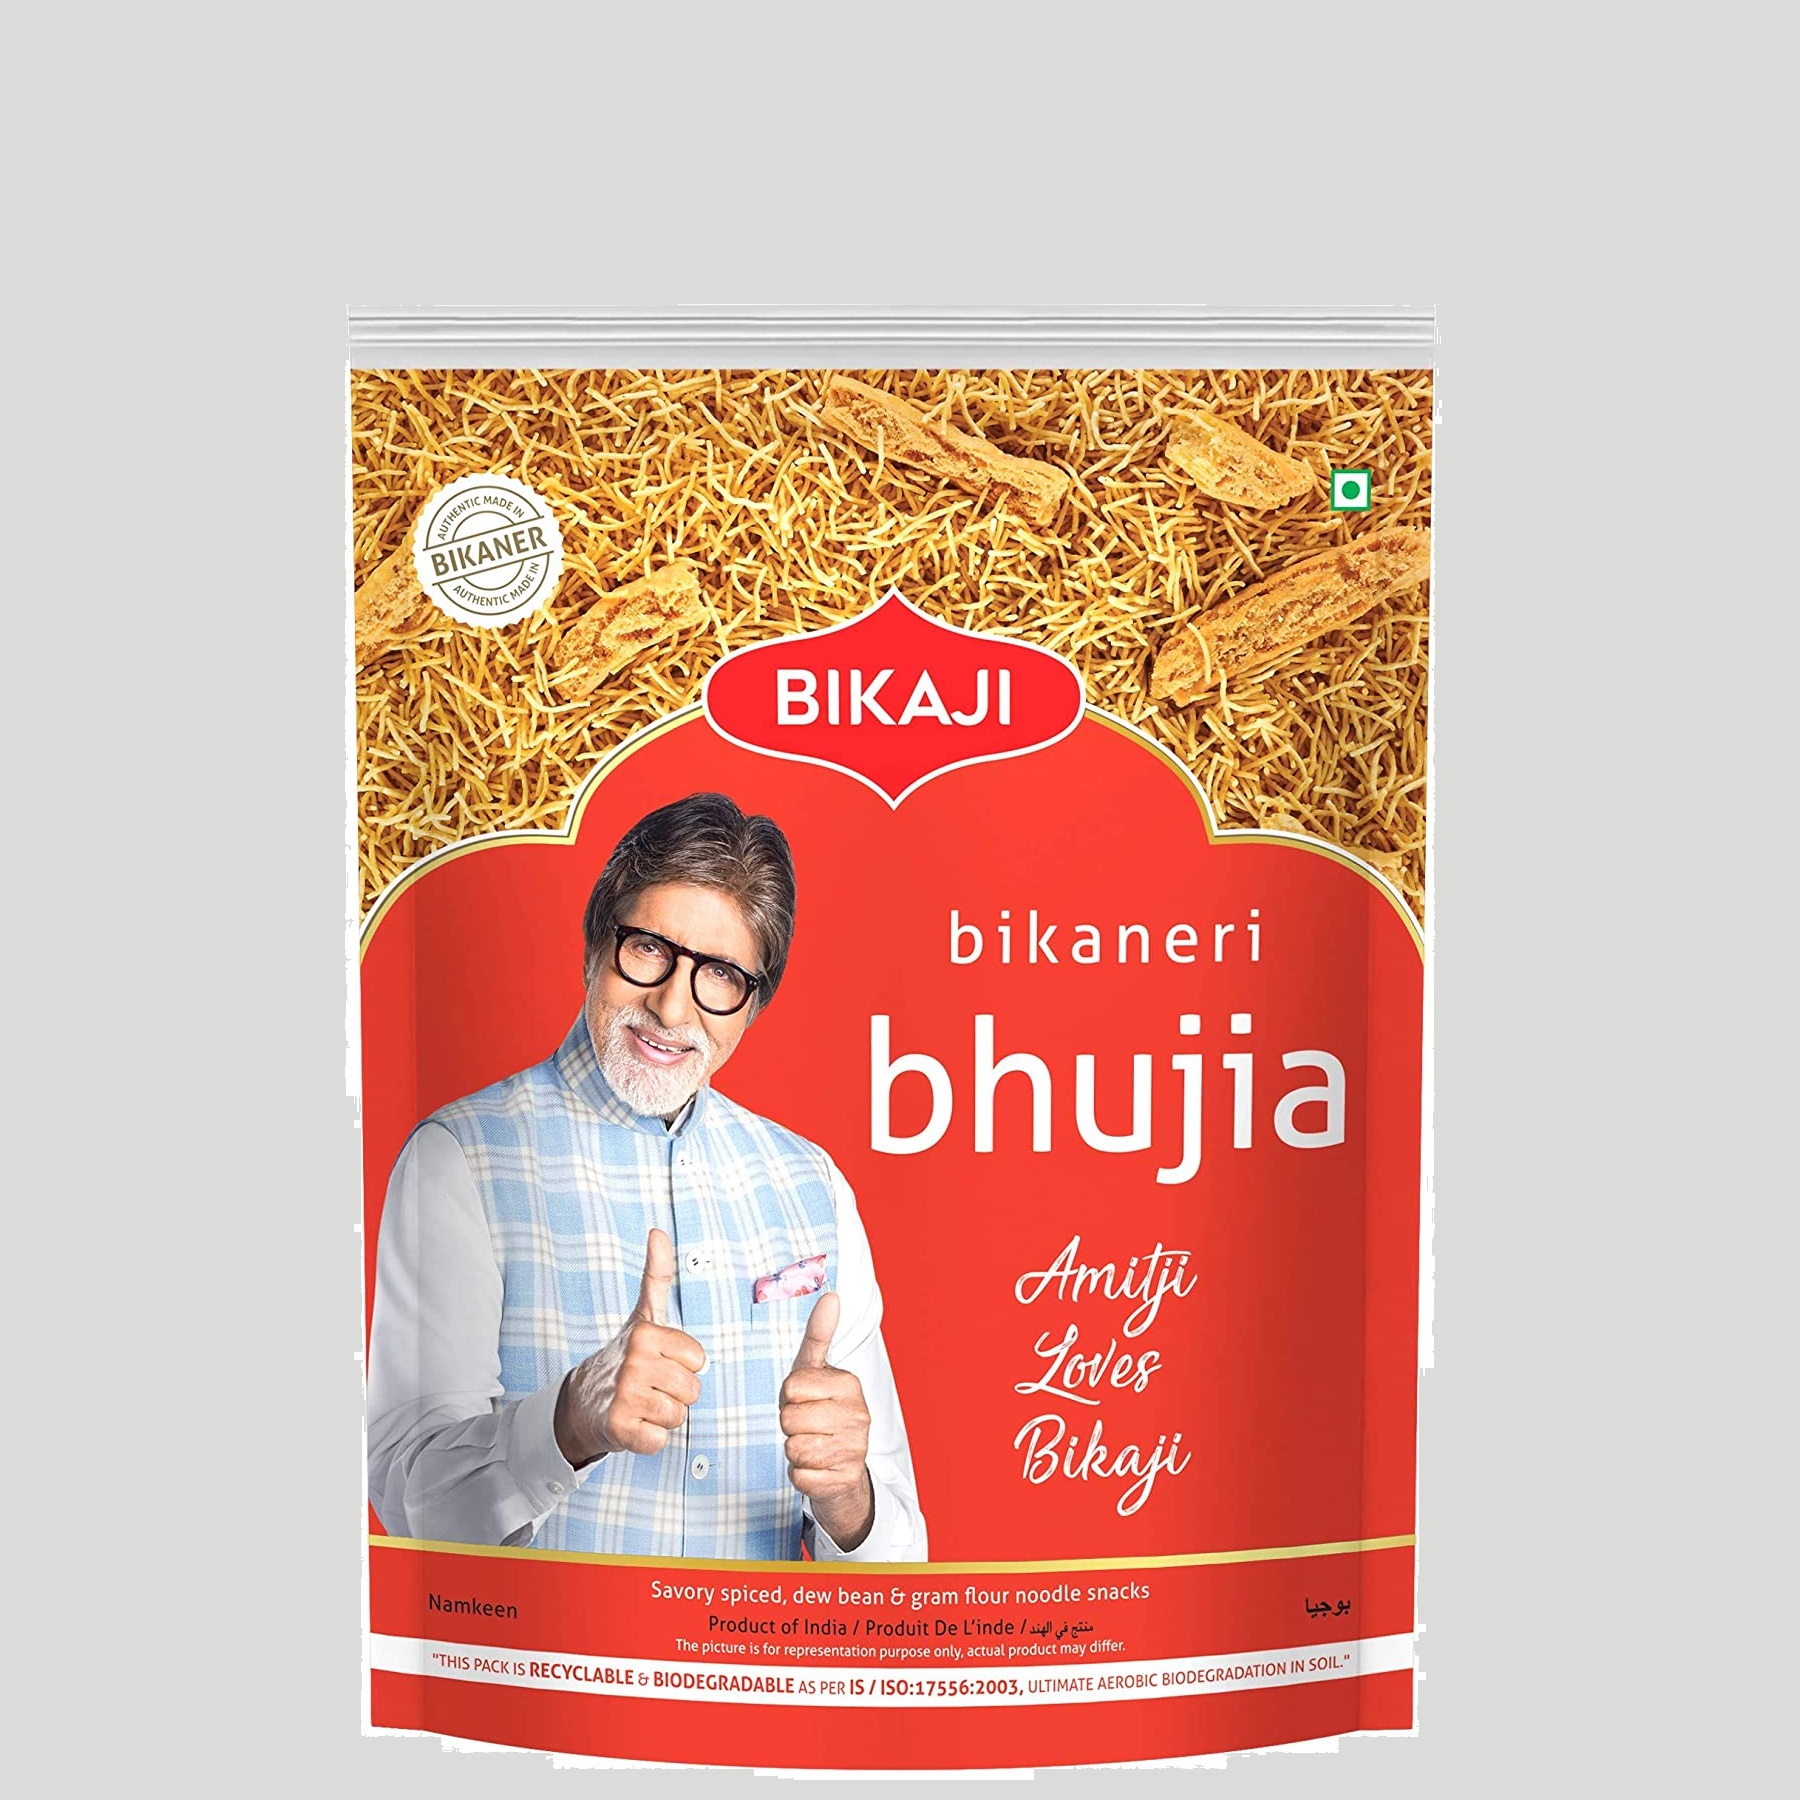 AUTHENTIC MADE IN
BIKANER
AUTHENTIC MADE IN
BIKAJI
bikaneri
bhujia
Amitji
Loves
Bikaji
Savory spiced, dew bean & gram flour noodle snacks
Namkeen
بوجيا
Product of India / Produit De L'inde / منتج في الهند
The picture is for representation purpose only, actual product may differ.
"THIS PACK IS RECYCLABLE & BIODEGRADABLE AS PER IS / ISO:17556:2003, ULTIMATE AEROBIC BIODEGRADATION IN SOIL."